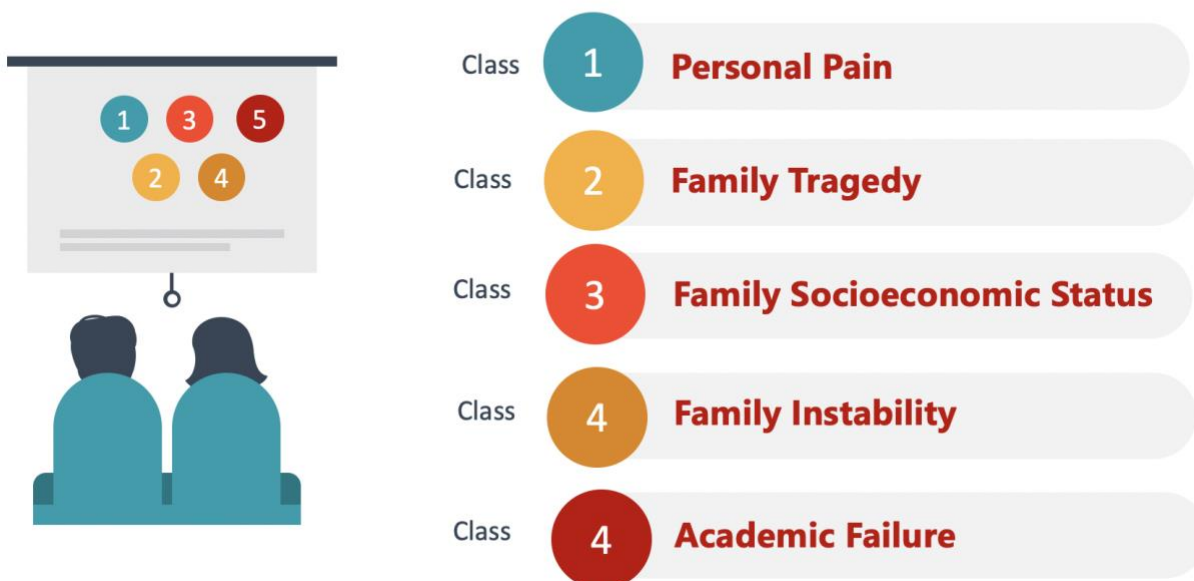 1 3 5
2 4
Class 1 Personal Pain
Class 2 Family Tragedy
Class 3 Family Socioeconomic Status
Class 4 Family Instability
Class 4 Academic Failure